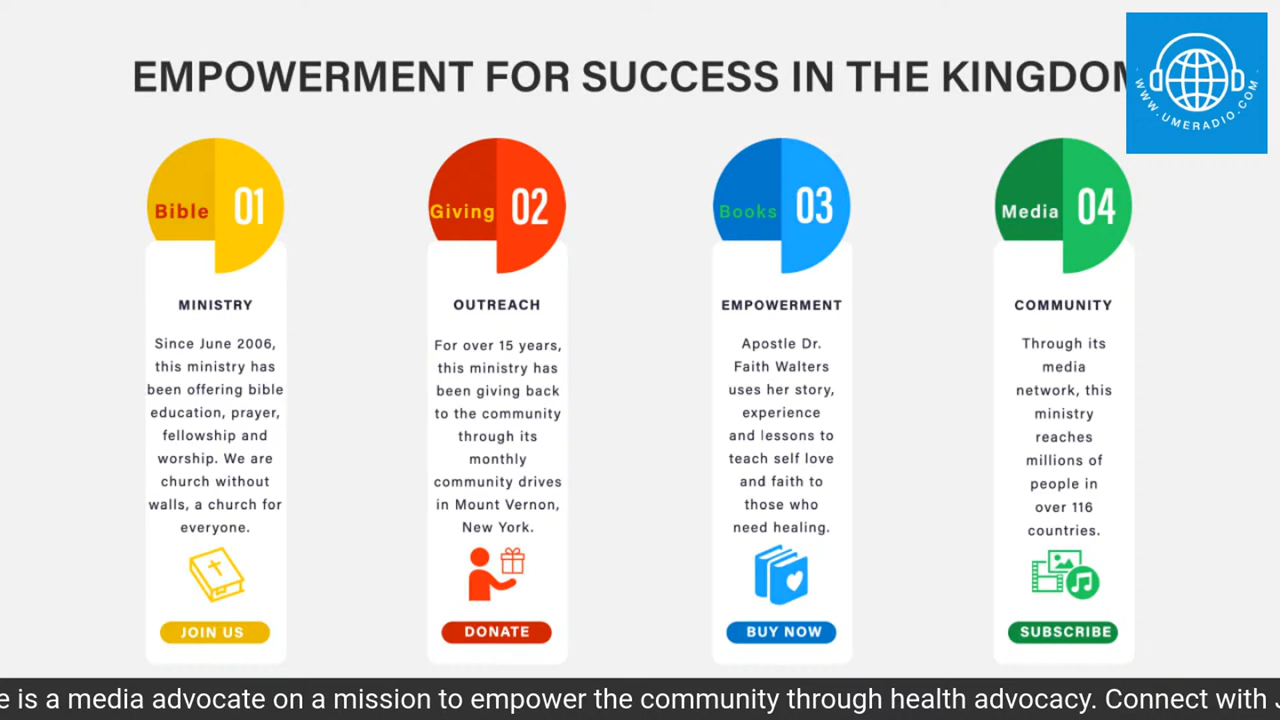 EMPOWERMENT FOR SUCCESS IN THE KINGDOM
WWW.UMERADIO.COM
Bible 01
MINISTRY
Since June 2006,
this ministry has
been offering bible
education, prayer,
fellowship and
worship. We are
church without
walls, a church for
everyone.
JOIN US
Giving 02
OUTREACH
For over 15 years,
this ministry has
been giving back
to the community
through its
monthly
community drives
in Mount Vernon,
New York.
DONATE
Books 03
EMPOWERMENT
Apostle Dr.
Faith Walters
uses her story,
experience
and lessons to
teach self love
and faith to
those who
need healing.
BUY NOW
Media 04
COMMUNITY
Through its
media
network, this
ministry
reaches
millions of
people in
over 116
countries.
SUBSCRIBE
is a media advocate on a mission to empower the community through health advocacy. Connect with